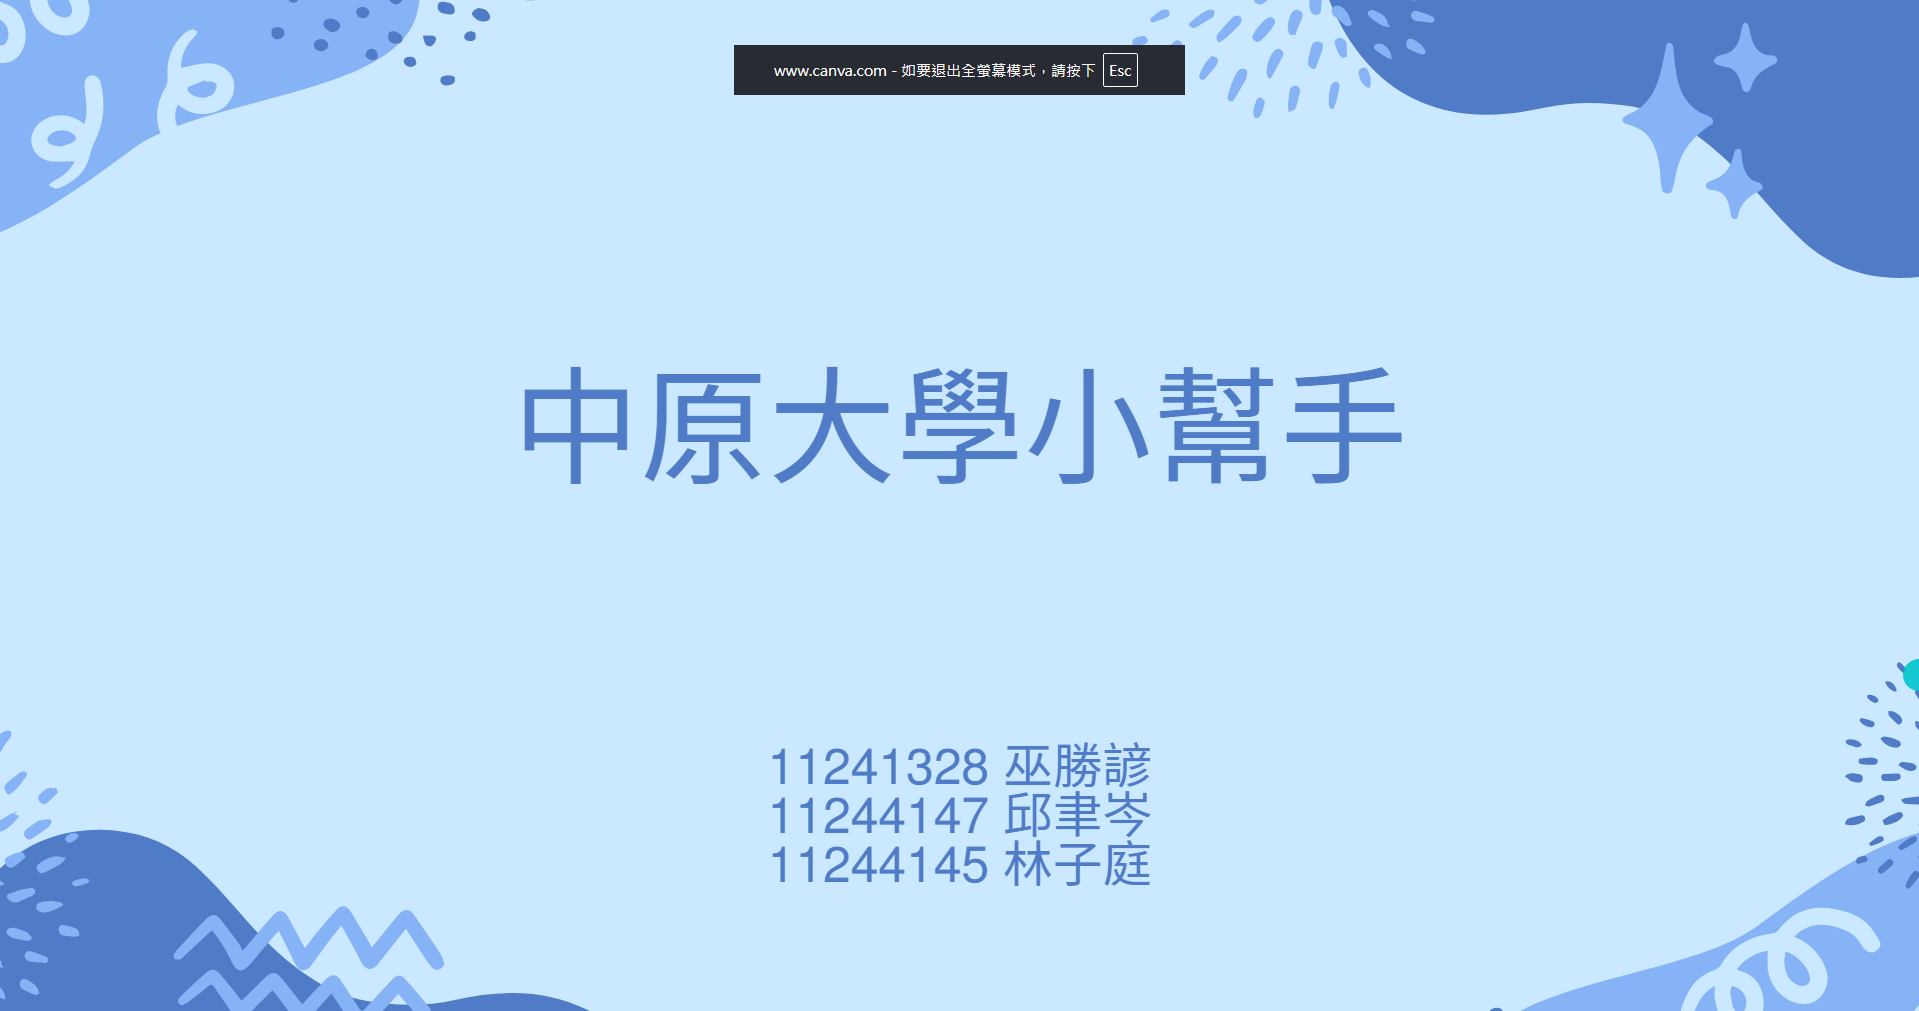 www.canva.com - 如要退出全螢幕模式，請按下 Esc
中原大學小幫手
11241328 巫勝諺
11244147 邱聿岑
11244145 林子庭